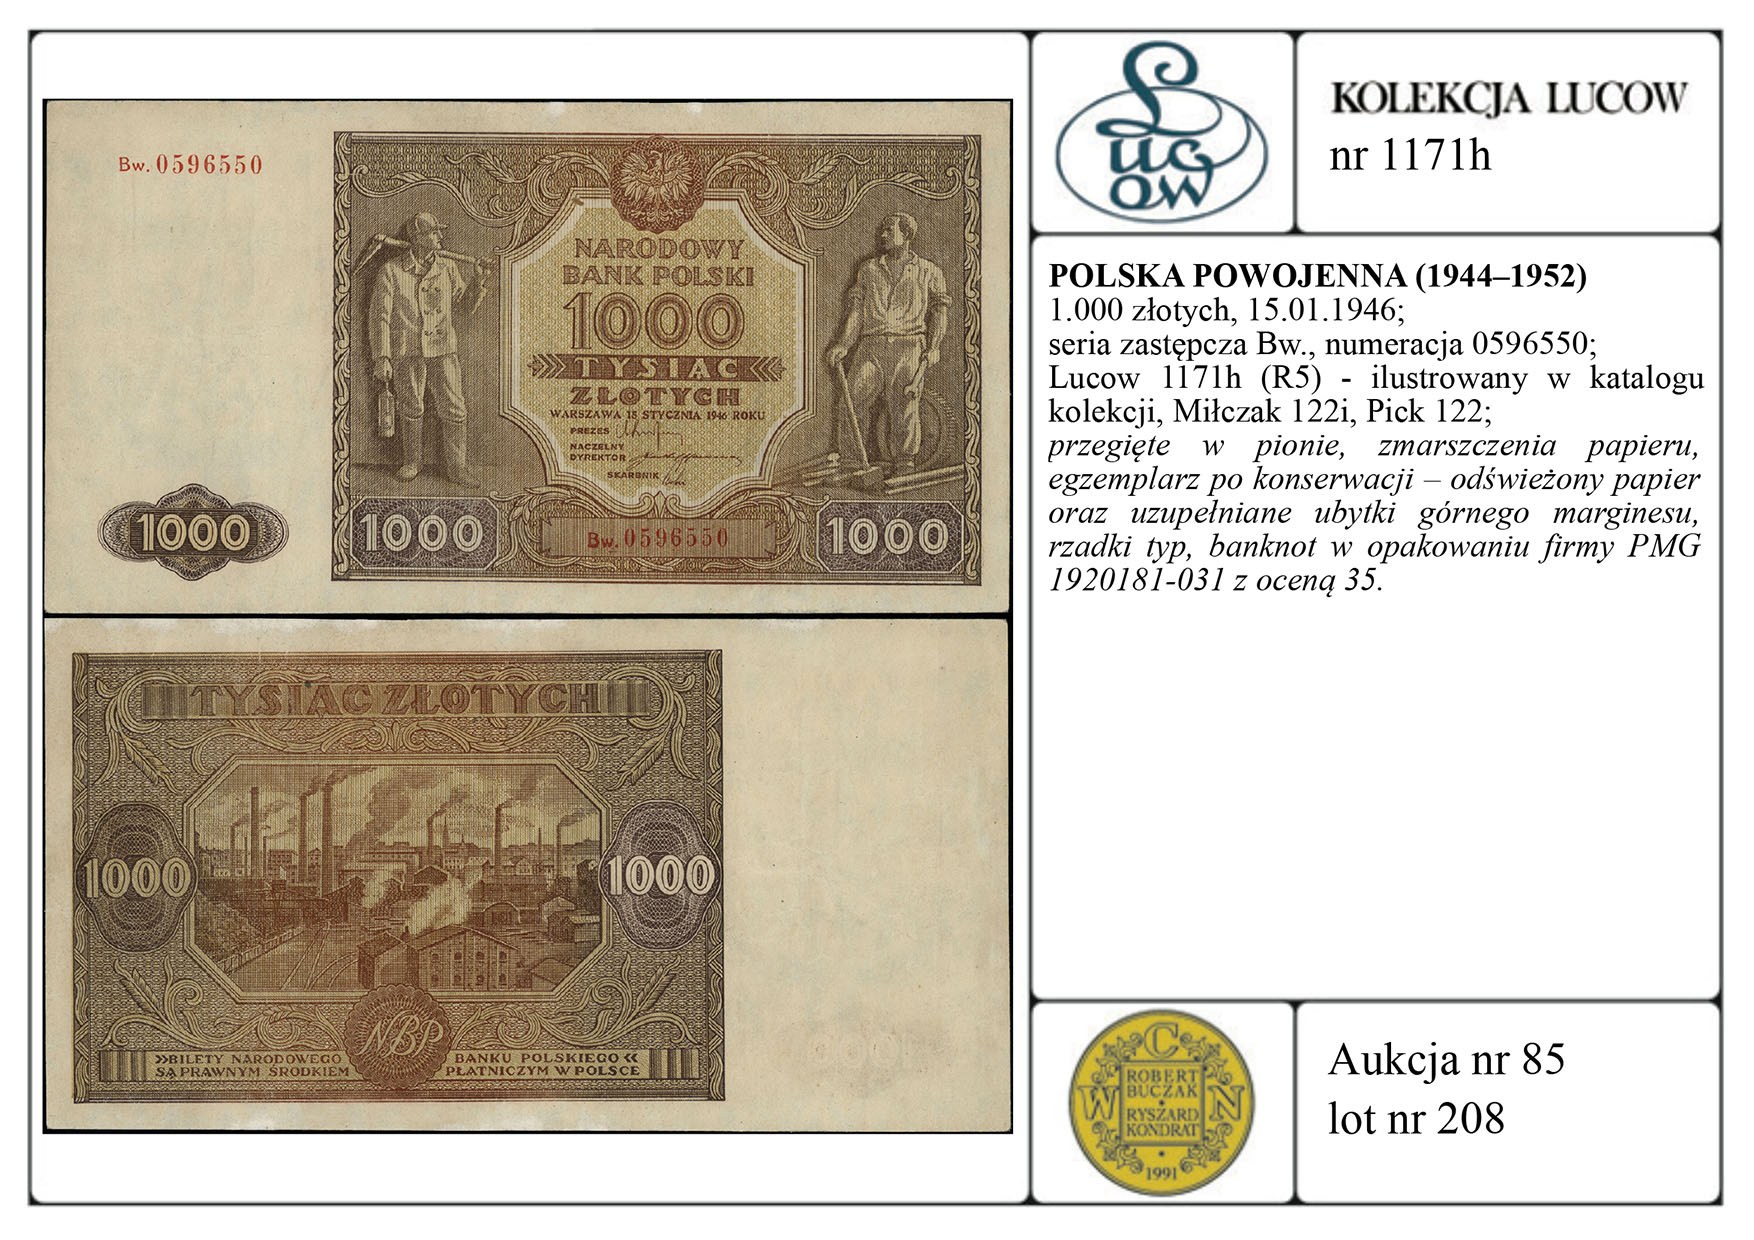 Bw. 0596550
NARODOWY
BANK POLSKI
1000
TYSIĄC
ZŁOTYCH
WARSZAWA 15 STYCZNIA 1946 ROKU
PREZES
NACZELNY
DYREKTOR
SKARBNIK
1000
1000
Bw. 0596550
1000
TYSIĄC ZŁOTYCH
1000
1000
NBP
»BILETY NARODOWEGO BANKU POLSKIEGO«
SĄ PRAWNYM ŚRODKIEM PŁATNICZYM W POLSCE
Lucow
KOLEKCJA LUCOW
nr 1171h
POLSKA POWOJENNA (1944–1952)
1.000 złotych, 15.01.1946;
seria zastępcza Bw., numeracja 0596550;
Lucow 1171h (R5) - ilustrowany w katalogu
kolekcji, Miłczak 122i, Pick 122;
przegięte w pionie, zmarszczenia papieru,
egzemplarz po konserwacji – odświeżony papier
oraz uzupełniane ubytki górnego marginesu,
rzadki typ, banknot w opakowaniu firmy PMG
1920181-031 z oceną 35.
W C N
ROBERT
BUCZAK
RYSZARD
KONDRAT
1991
Aukcja nr 85
lot nr 208